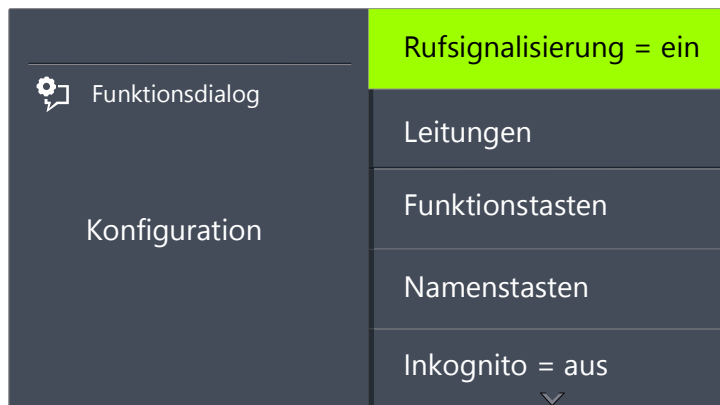 Funktionsdialog
Konfiguration
Rufsignalisierung = ein
Leitungen
Funktionstasten
Namenstasten
Inkognito = aus